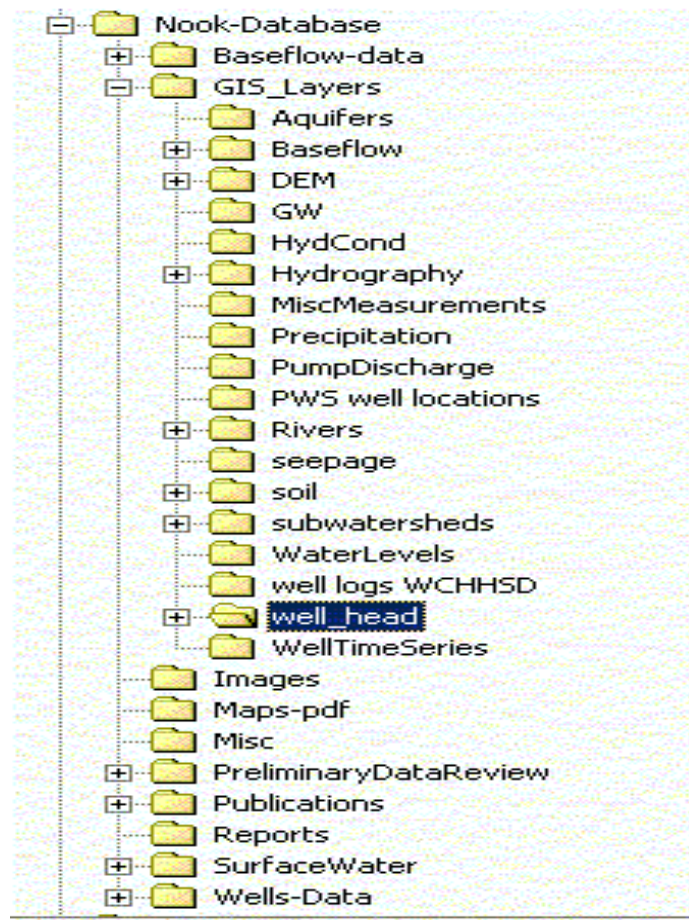 Nook-Database
Baseflow-data
GIS_Layers
Aquifers
Baseflow
DEM
GW
HydCond
Hydrography
MiscMeasurements
Precipitation
PumpDischarge
PWS well locations
Rivers
seepage
soil
subwatersheds
WaterLevels
well logs WCHHSD
well_head
WellTimeSeries
Images
Maps-pdf
Misc
PreliminaryDataReview
Publications
Reports
SurfaceWater
Wells-Data